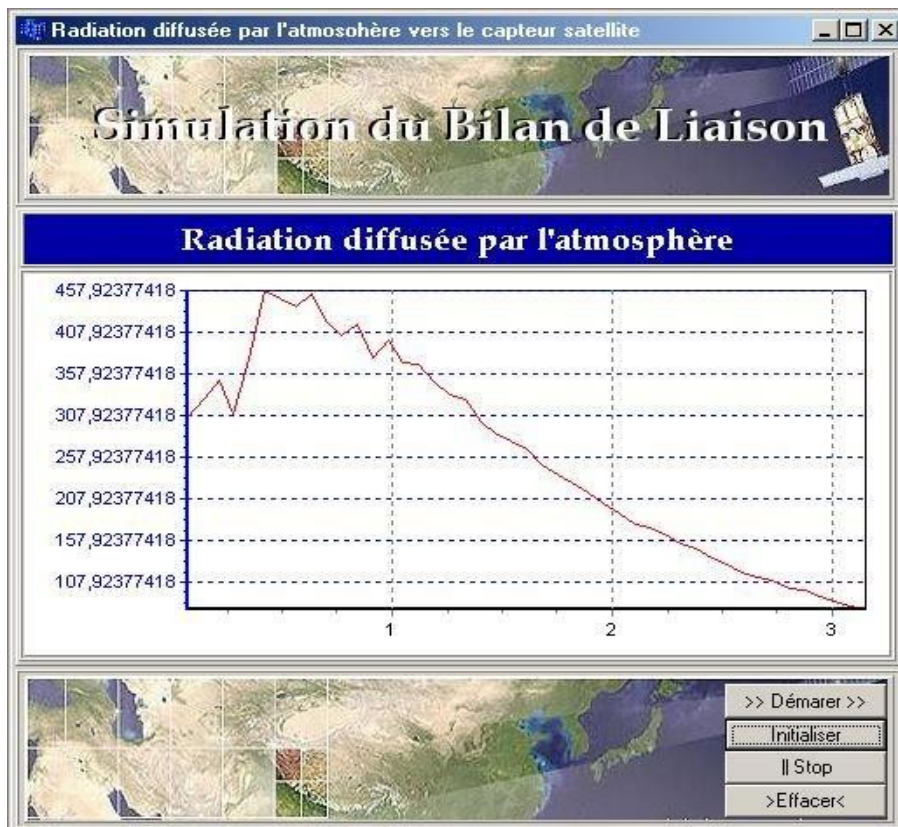 Radiation diffusée par l'atmosohère vers le capteur satellite
Simulation du Bilan de Liaison
Radiation diffusée par l'atmosphère
457,92377418
407,92377418
357,92377418
307,92377418
257,92377418
207,92377418
157,92377418
107,92377418
1 2 3
>> Démarer >>
Initialiser
|| Stop
>Effacer<